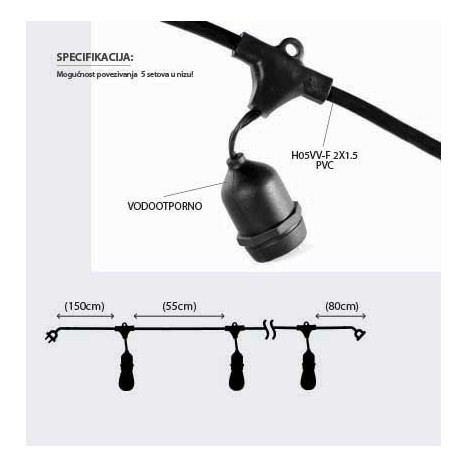 SPECIFIKACIJA:
Mogućnost povezivanja 5 setova u nizu!
H05VV-F 2X1.5
PVC
VODOOTPORNO
(150cm)
(55cm)
(80cm)